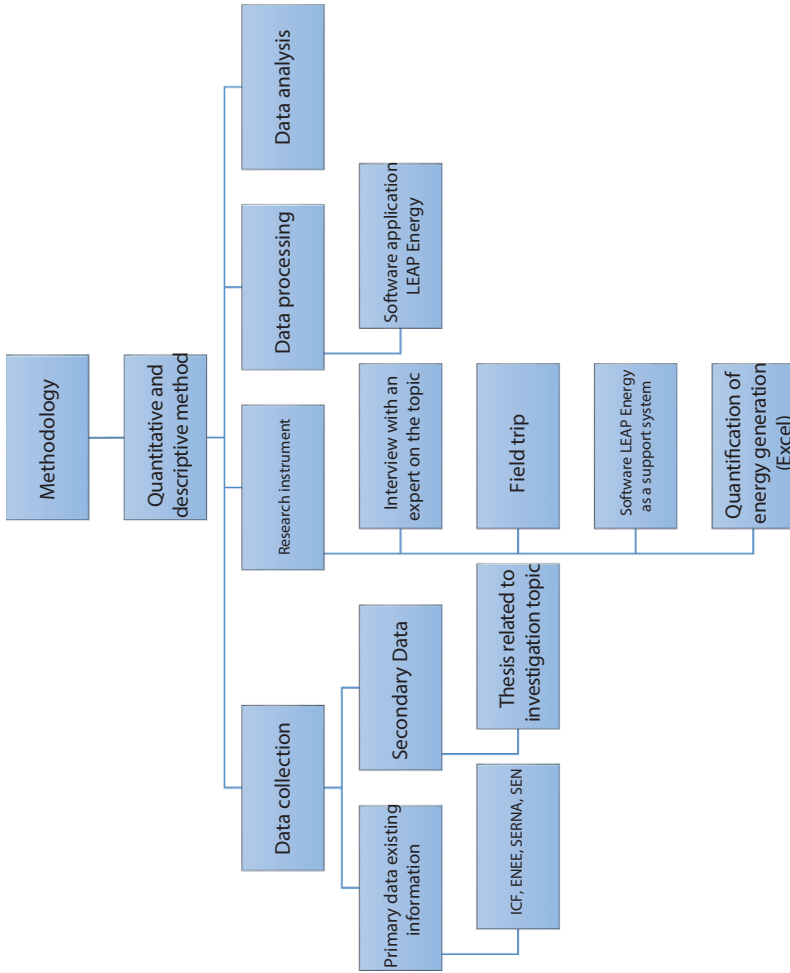 Methodology
Quantitative and
descriptive method
Data collection
Research instrument
Data processing
Data analysis
Primary data existing
information
Secondary Data
Interview with an
expert on the topic
Software application
LEAP Energy
ICF, ENEE, SERNA, SEN
Thesis related to
investigation topic
Field trip
Software LEAP Energy
as a support system
Quantification of
energy generation
(Excel)